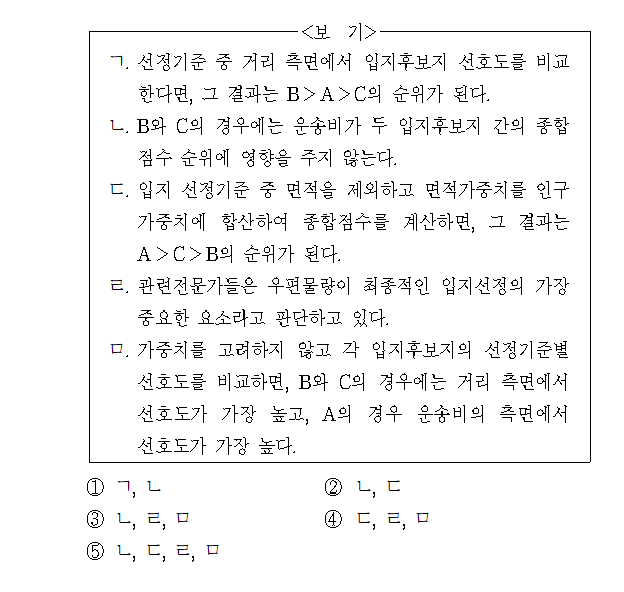 <보 기>
ㄱ. 선정기준 중 거리 측면에서 입지후보지 선호도를 비교
한다면, 그 결과는 B>A>C의 순위가 된다.
ㄴ. B와 C의 경우에는 운송비가 두 입지후보지 간의 종합
점수 순위에 영향을 주지 않는다.
ㄷ. 입지 선정기준 중 면적을 제외하고 면적가중치를 인구
가중치에 합산하여 종합점수를 계산하면, 그 결과는
A>C>B의 순위가 된다.
ㄹ. 관련전문가들은 우편물량이 최종적인 입지선정의 가장
중요한 요소라고 판단하고 있다.
ㅁ. 가중치를 고려하지 않고 각 입지후보지의 선정기준별
선호도를 비교하면, B와 C의 경우에는 거리 측면에서
선호도가 가장 높고, A의 경우 운송비의 측면에서
선호도가 가장 높다.
① ㄱ, ㄴ ② ㄴ, ㄷ
③ ㄴ, ㄹ, ㅁ ④ ㄷ, ㄹ, ㅁ
⑤ ㄴ, ㄷ, ㄹ, ㅁ